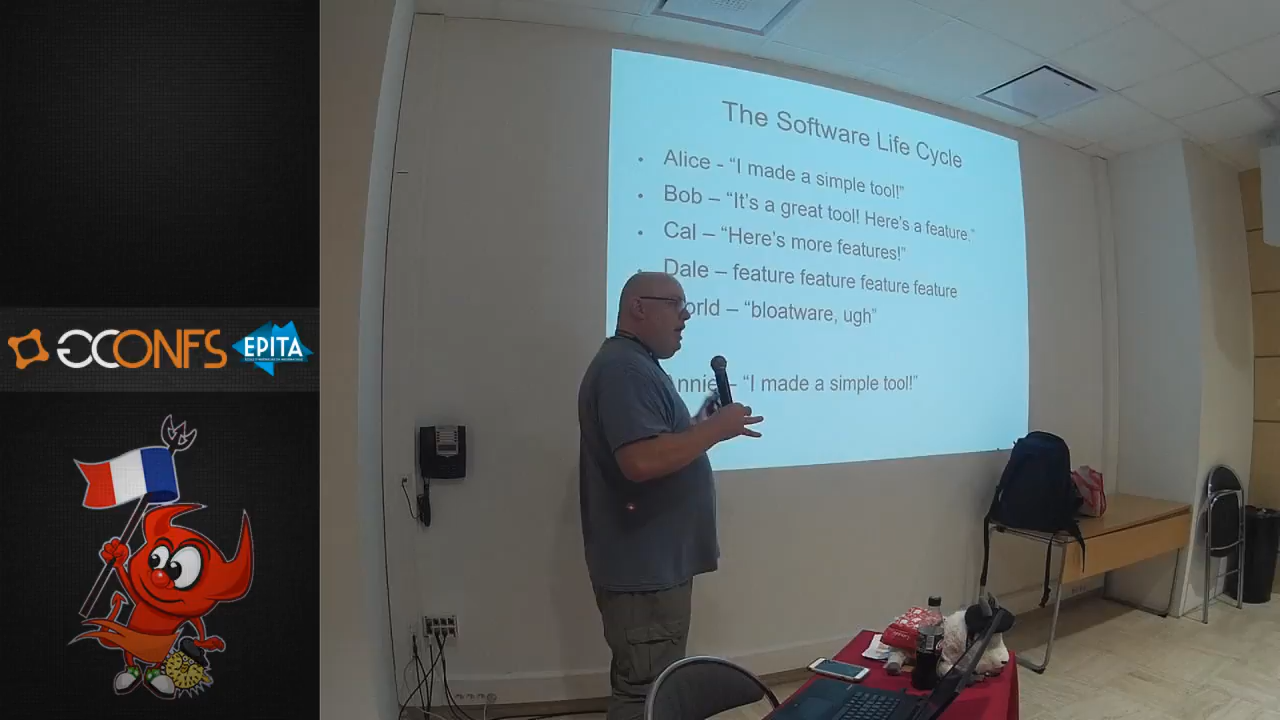 The Software Life Cycle
• Alice - “I made a simple tool!”
• Bob – “It’s a great tool! Here’s a feature.”
• Cal – “Here’s more features!”
Dale – feature feature feature feature
orld – “bloatware, ugh”
nnie – “I made a simple tool!”
GCONFS
EPITA